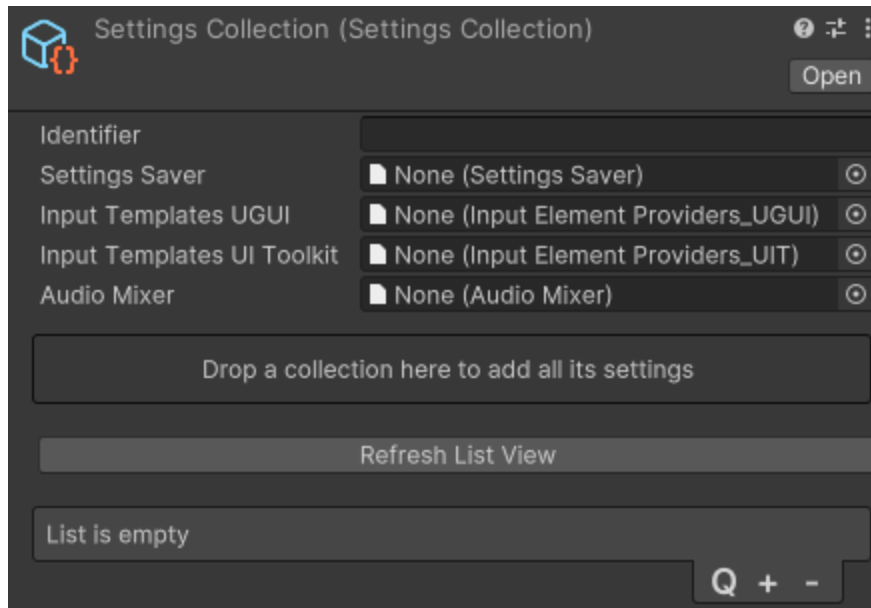 Settings Collection (Settings Collection)
Open
Identifier
Settings Saver None (Settings Saver)
Input Templates UGUI None (Input Element Providers_UGUI)
Input Templates UI Toolkit None (Input Element Providers_UIT)
Audio Mixer None (Audio Mixer)
Drop a collection here to add all its settings
Refresh List View
List is empty
Q + -